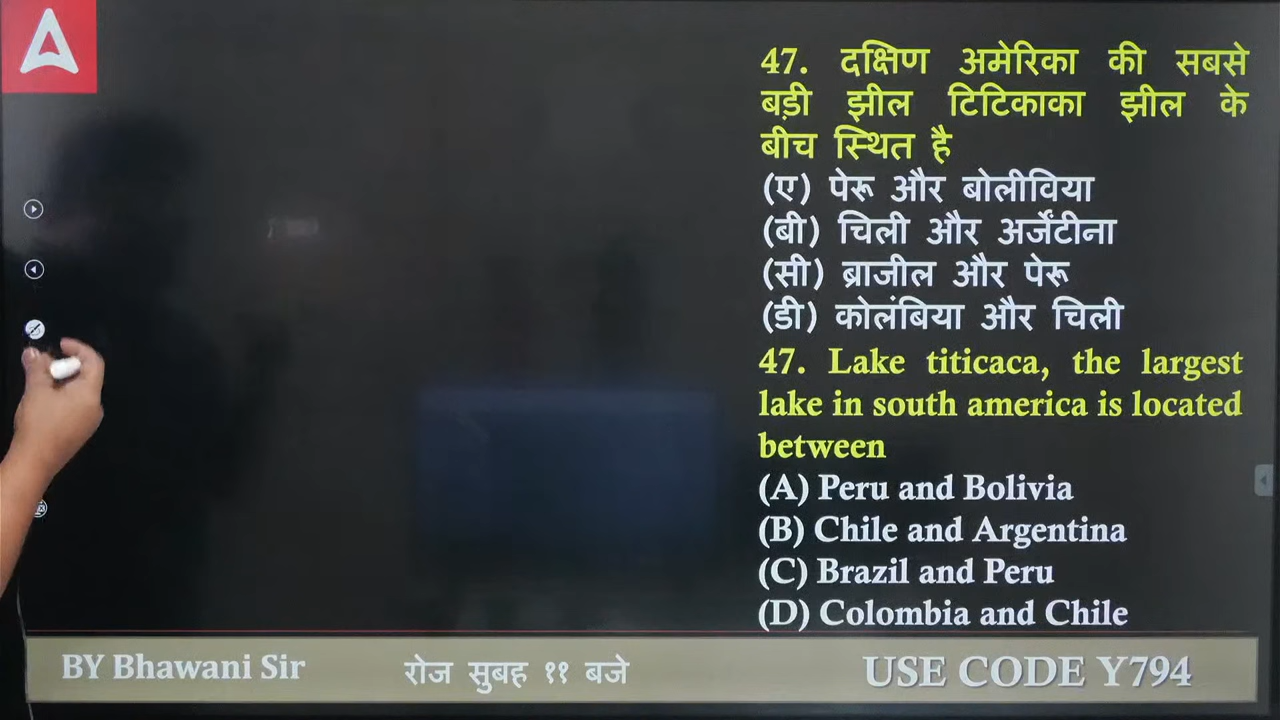 47. दक्षिण अमेरिका की सबसे
बड़ी झील टिटिकाका झील के
बीच स्थित है
(ए) पेरू और बोलीविया
(बी) चिली और अर्जेंटीना
(सी) ब्राजील और पेरू
(डी) कोलंबिया और चिली
47. Lake titicaca, the largest
lake in south america is located
between
(A) Peru and Bolivia
(B) Chile and Argentina
(C) Brazil and Peru
(D) Colombia and Chile
BY Bhawani Sir रोज सुबह ११ बजे USE CODE Y794